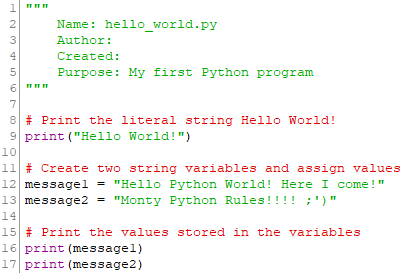 1 """
2     Name: hello_world.py
3     Author:
4     Created:
5     Purpose: My first Python program
6 """
7
8 # Print the literal string Hello World!
9 print("Hello World!")
10
11 # Create two string variables and assign values
12 message1 = "Hello Python World! Here I come!"
13 message2 = "Monty Python Rules!!!! ;')"
14
15 # Print the values stored in the variables
16 print(message1)
17 print(message2)